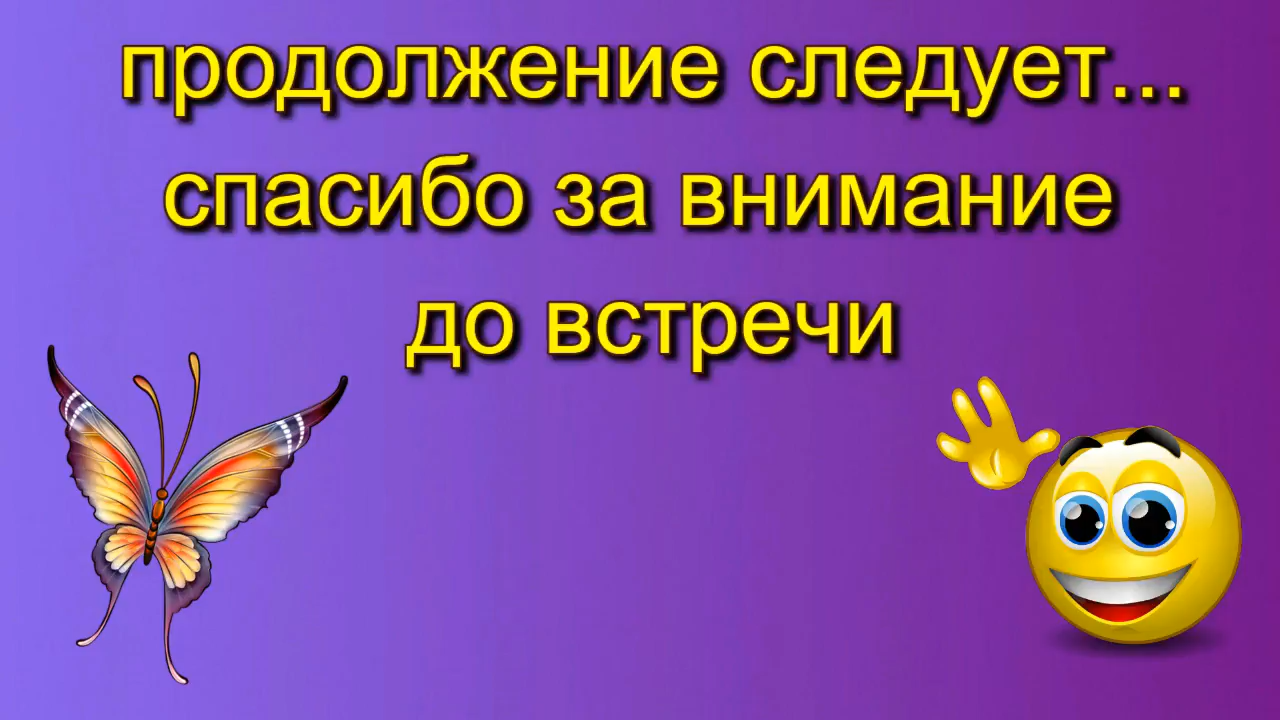 продолжение следует...
спасибо за внимание
до встречи